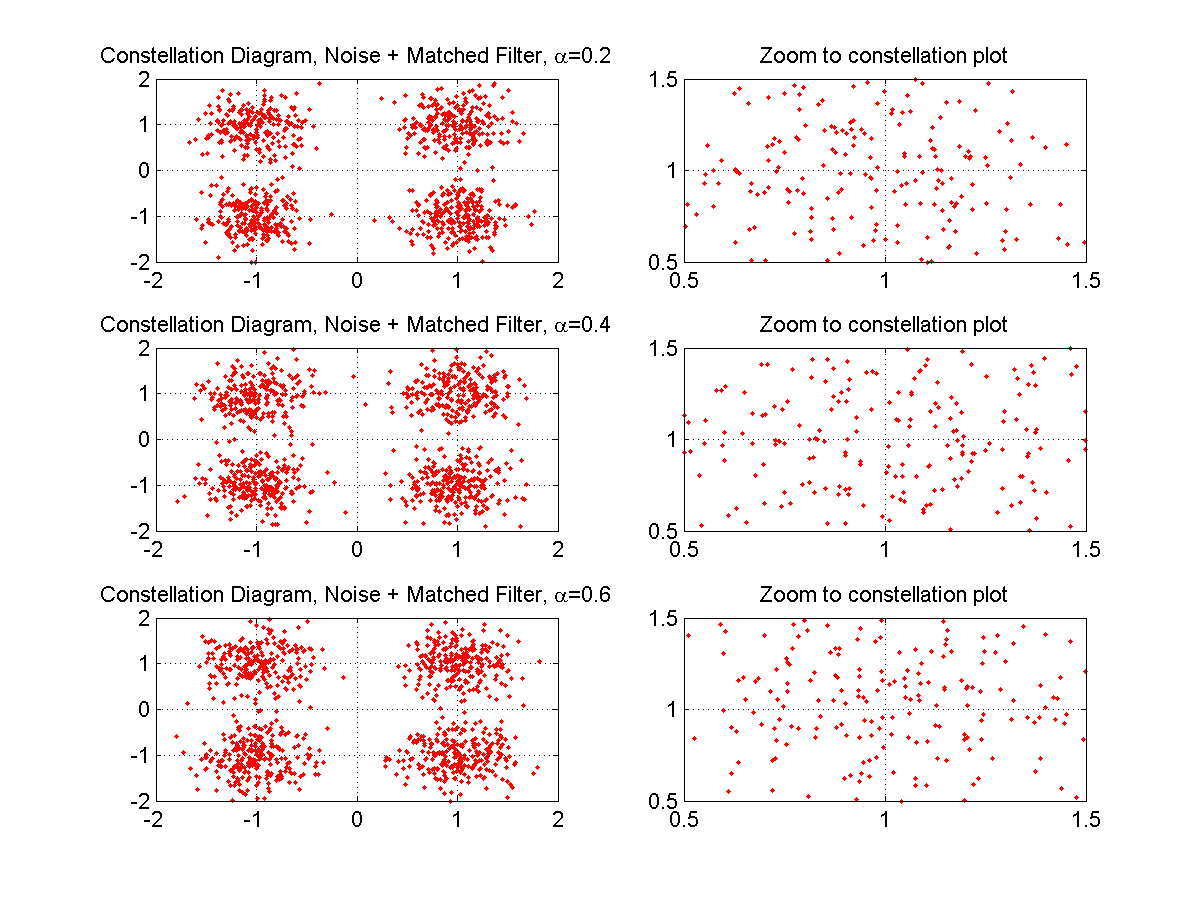 Constellation Diagram, Noise + Matched Filter, α=0.2
2
1
0
-1
-2
-2 -1 0 1 2
Zoom to constellation plot
1.5
1
0.5
0.5 1 1.5
Constellation Diagram, Noise + Matched Filter, α=0.4
2
1
0
-1
-2
-2 -1 0 1 2
Zoom to constellation plot
1.5
1
0.5
0.5 1 1.5
Constellation Diagram, Noise + Matched Filter, α=0.6
2
1
0
-1
-2
-2 -1 0 1 2
Zoom to constellation plot
1.5
1
0.5
0.5 1 1.5